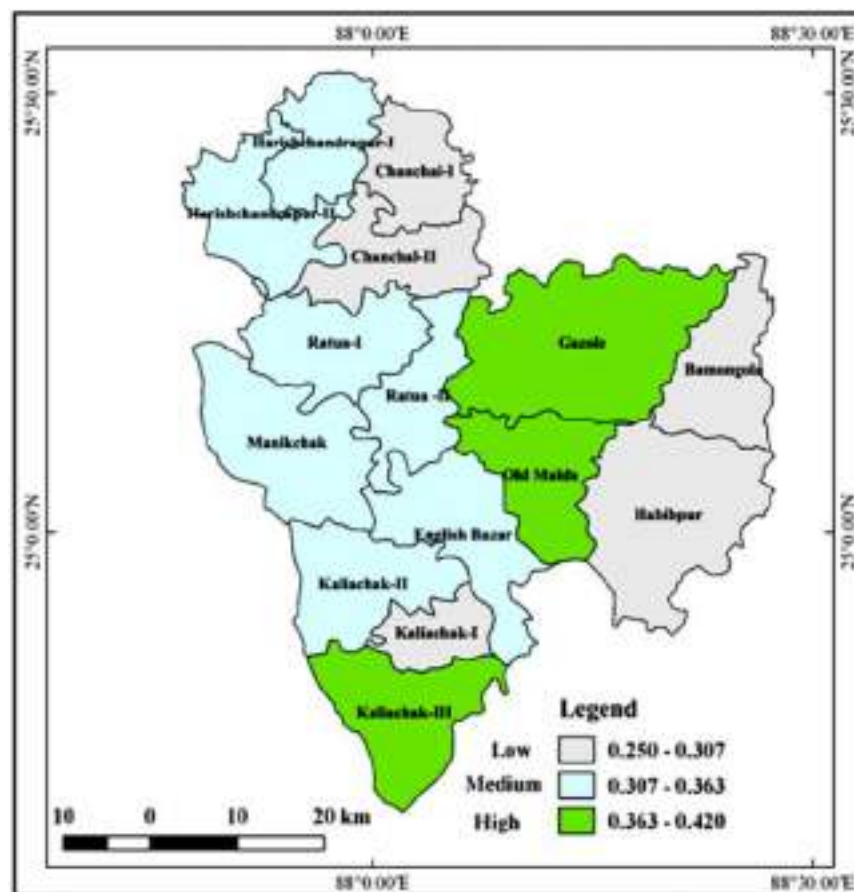 88°0'0"E 88°30'0"E
25°30'0"N 25°30'0"N
Harishchandrapur-I
Chanchal-I
Harishchandrapur-II
Chanchal-II
Ratua-I
Gazole
Bamongola
Ratua -II
Manikchak
Old Malda
Habibpur
English Bazar
25°0'0"N 25°0'0"N
Kaliachak-II
Kaliachak-I
Kaliachak-III
Legend
Low 0.250 - 0.307
Medium 0.307 - 0.363
High 0.363 - 0.420
10 0 10 20 km
88°0'0"E 88°30'0"E